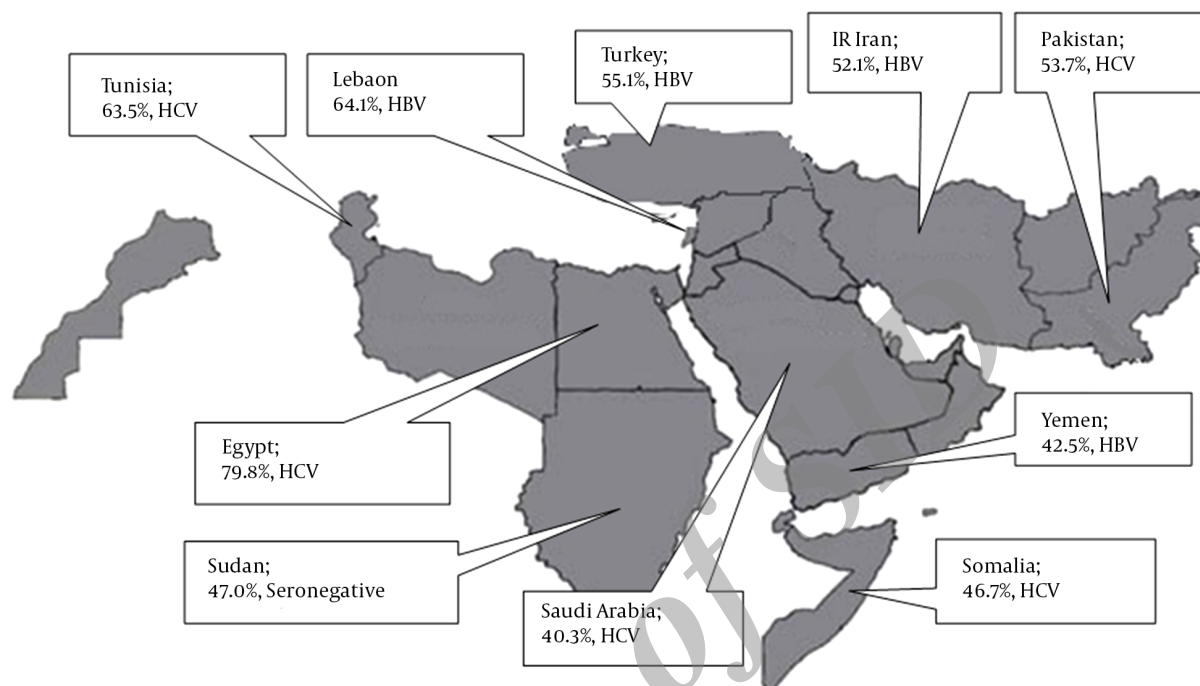 Tunisia;
63.5%, HCV
Lebaon
64.1%, HBV
Turkey;
55.1%, HBV
IR Iran;
52.1%, HBV
Pakistan;
53.7%, HCV
Egypt;
79.8%, HCV
Yemen;
42.5%, HBV
Sudan;
47.0%, Seronegative
Saudi Arabia;
40.3%, HCV
Somalia;
46.7%, HCV
of SID